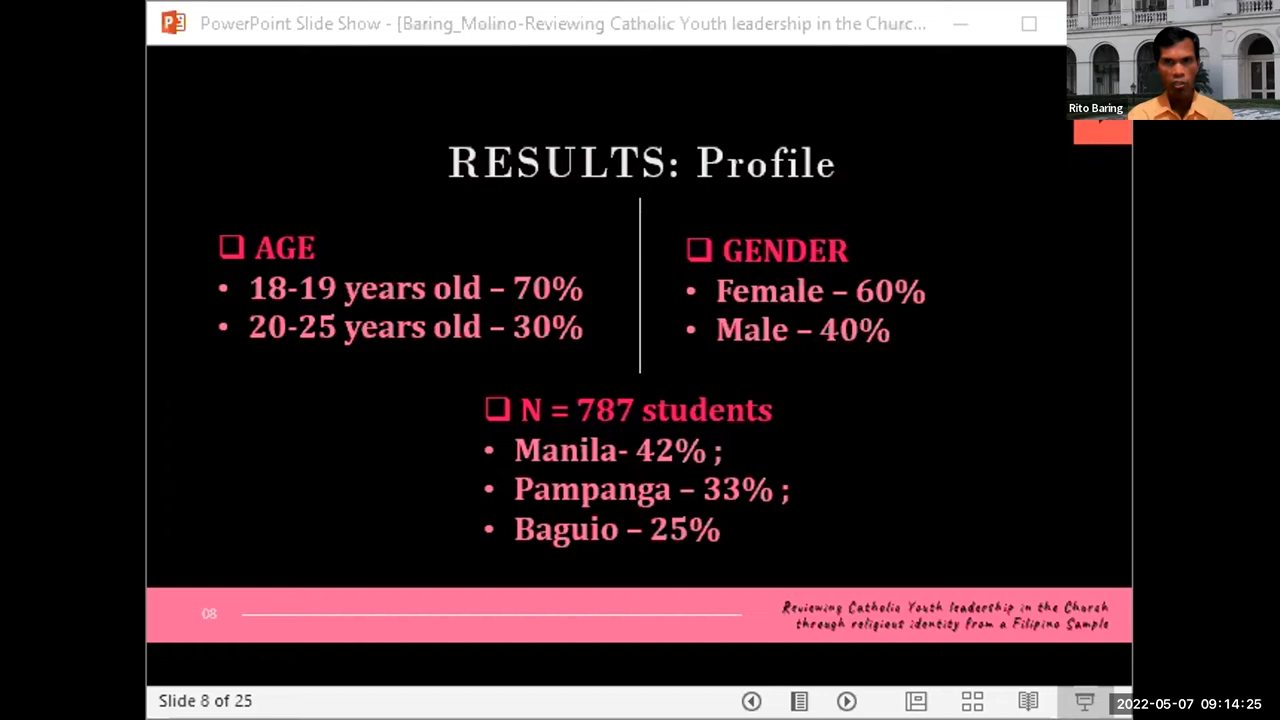 PowerPoint Slide Show - [Baring_Molino-Reviewing Catholic Youth leadership in the Churc...
Rito Baring
RESULTS: Profile
❑ AGE
• 18-19 years old – 70%
• 20-25 years old – 30%
❑ GENDER
• Female – 60%
• Male – 40%
❑ N = 787 students
• Manila- 42% ;
• Pampanga – 33% ;
• Baguio – 25%
08
Reviewing Catholic Youth leadership in the Church
through religious identity from a Filipino Sample
Slide 8 of 25
2022-05-07 09:14:25